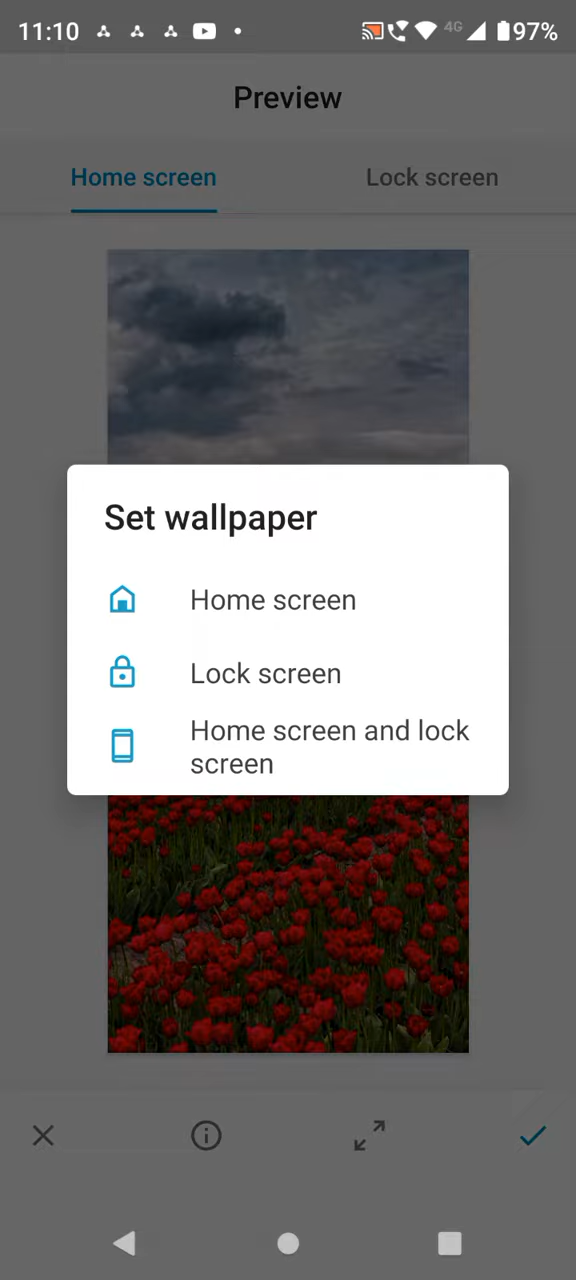 11:10
4G
97%
Preview
Home screen
Lock screen
Set wallpaper
Home screen
Lock screen
Home screen and lock
screen